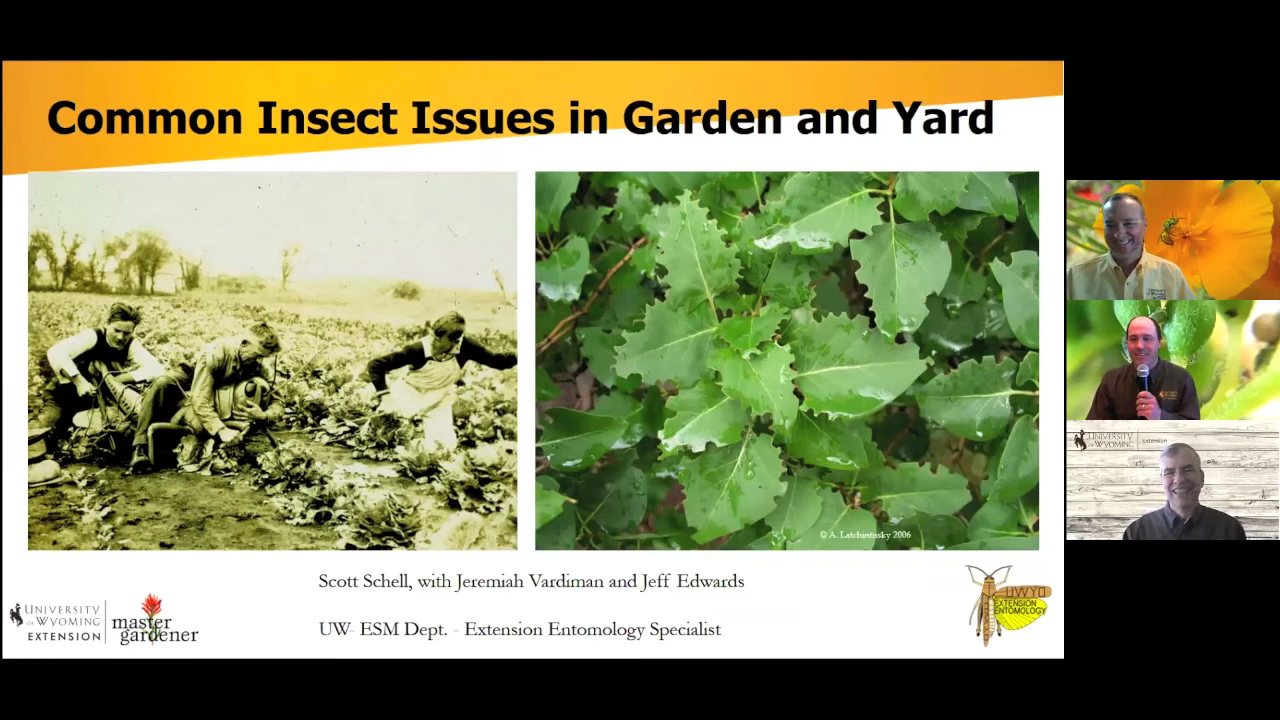 Common Insect Issues in Garden and Yard
© A. Latchininsky 2006
Scott Schell, with Jeremiah Vardiman and Jeff Edwards
UW- ESM Dept. - Extension Entomology Specialist
UNIVERSITY
OF WYOMING
EXTENSION
master
gardener
UWYO
EXTENSION
ENTOMOLOGY
UNIVERSITY
OF WYOMING
Extension